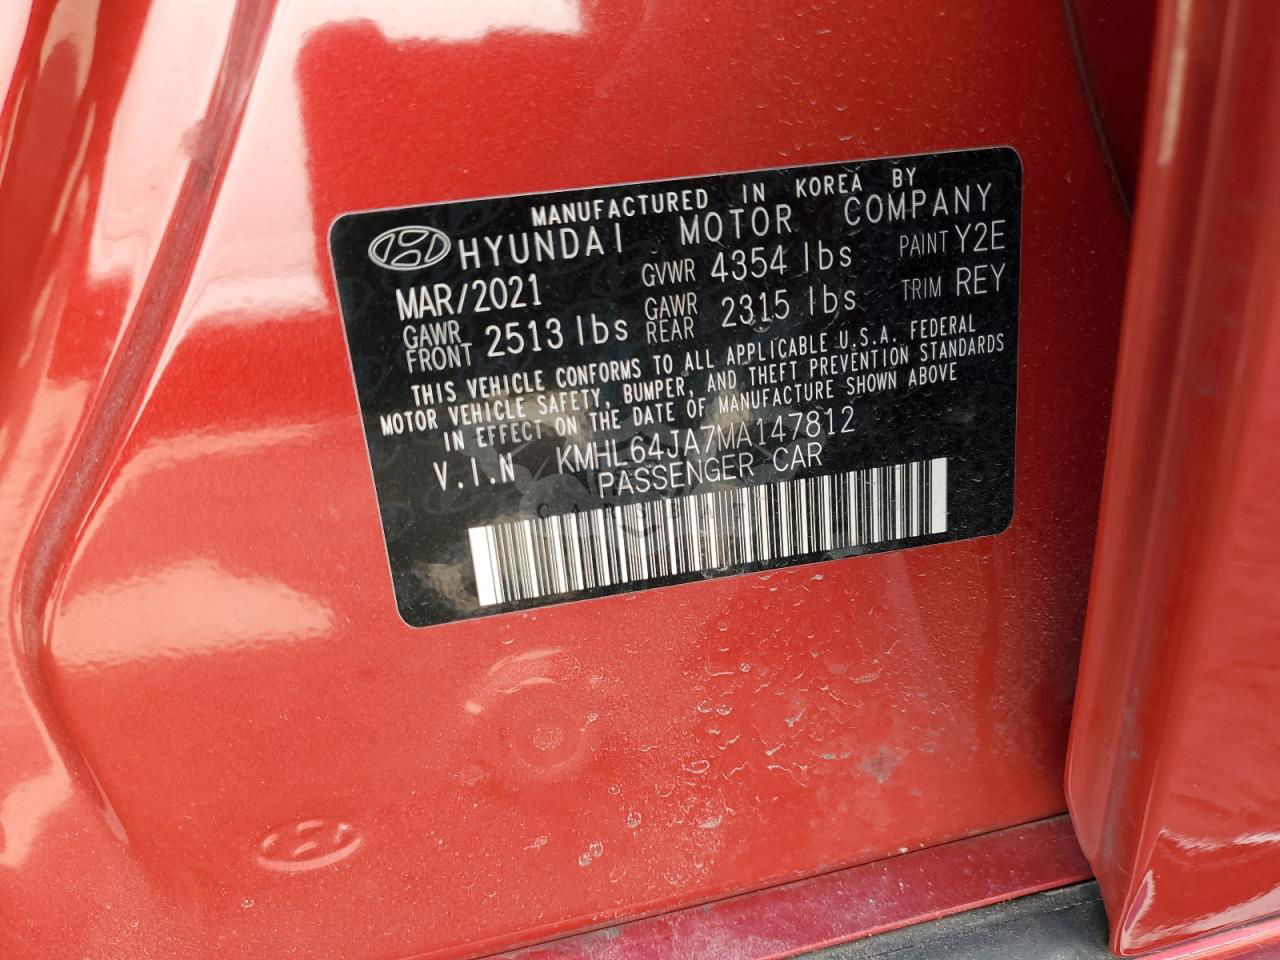 MANUFACTURED IN KOREA BY
HYUNDAI MOTOR COMPANY
MAR/2021 GVWR 4354 lbs PAINT Y2E
GAWR FRONT 2513 lbs GAWR REAR 2315 lbs TRIM REY
THIS VEHICLE CONFORMS TO ALL APPLICABLE U.S.A. FEDERAL
MOTOR VEHICLE SAFETY, BUMPER, AND THEFT PREVENTION STANDARDS
IN EFFECT ON THE DATE OF MANUFACTURE SHOWN ABOVE
V.I.N KMHL64JA7MA147812
PASSENGER CAR